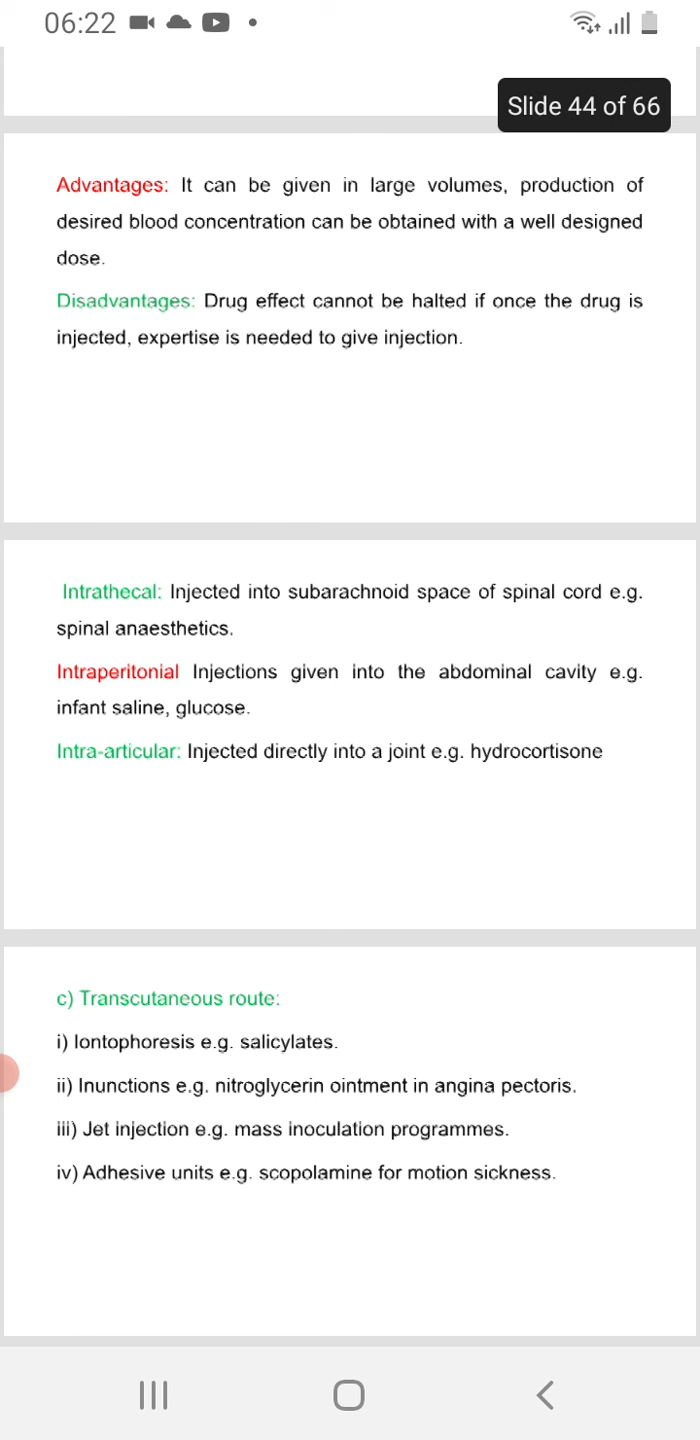 06:22
Slide 44 of 66
Advantages: It can be given in large volumes, production of
desired blood concentration can be obtained with a well designed
dose.
Disadvantages: Drug effect cannot be halted if once the drug is
injected, expertise is needed to give injection.
Intrathecal: Injected into subarachnoid space of spinal cord e.g.
spinal anaesthetics.
Intraperitonial Injections given into the abdominal cavity e.g.
infant saline, glucose.
Intra-articular: Injected directly into a joint e.g. hydrocortisone
c) Transcutaneous route:
i) Iontophoresis e.g. salicylates.
ii) Inunctions e.g. nitroglycerin ointment in angina pectoris.
iii) Jet injection e.g. mass inoculation programmes.
iv) Adhesive units e.g. scopolamine for motion sickness.